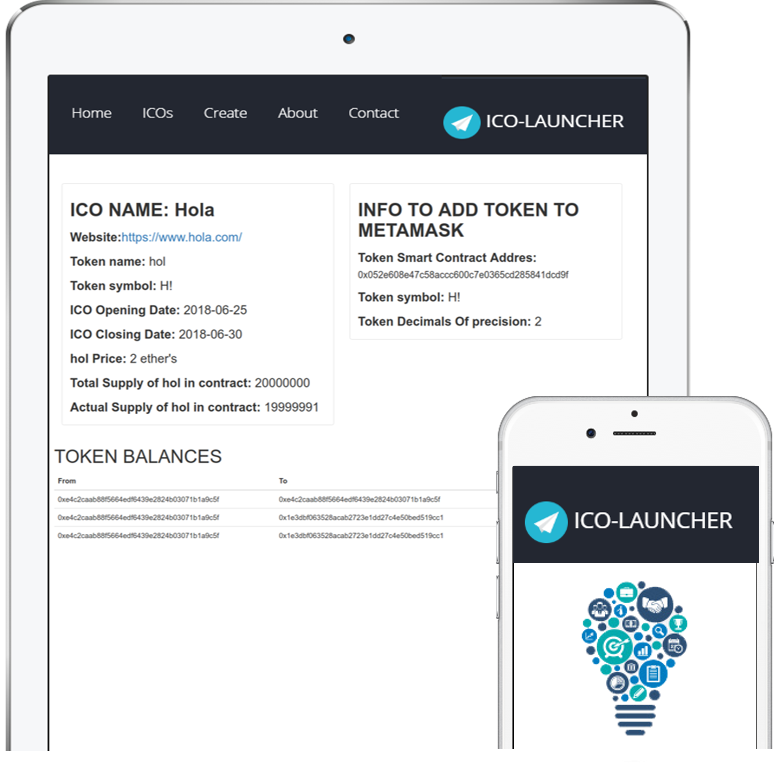 Home ICOs Create About Contact ICO-LAUNCHER
ICO NAME: Hola
Website:https://www.hola.com/
Token name: hol
Token symbol: H!
ICO Opening Date: 2018-06-25
ICO Closing Date: 2018-06-30
hol Price: 2 ether's
Total Supply of hol in contract: 20000000
Actual Supply of hol in contract: 19999991
INFO TO ADD TOKEN TO
METAMASK
Token Smart Contract Addres:
0x052e608e47c58accc600c7e0365cd285841dcd9f
Token symbol: H!
Token Decimals Of precision: 2
TOKEN BALANCES
From To
0xe4c2caab88f5664edf6439e2824b03071b1a9c5f 0xe4c2caab88f5664edf6439e2824b03071b1a9c5f
0xe4c2caab88f5664edf6439e2824b03071b1a9c5f 0x1e3dbf063528acab2723e1dd27c4e50bed519cc1
0xe4c2caab88f5664edf6439e2824b03071b1a9c5f 0x1e3dbf063528acab2723e1dd27c4e50bed519cc1
ICO-LAUNCHER